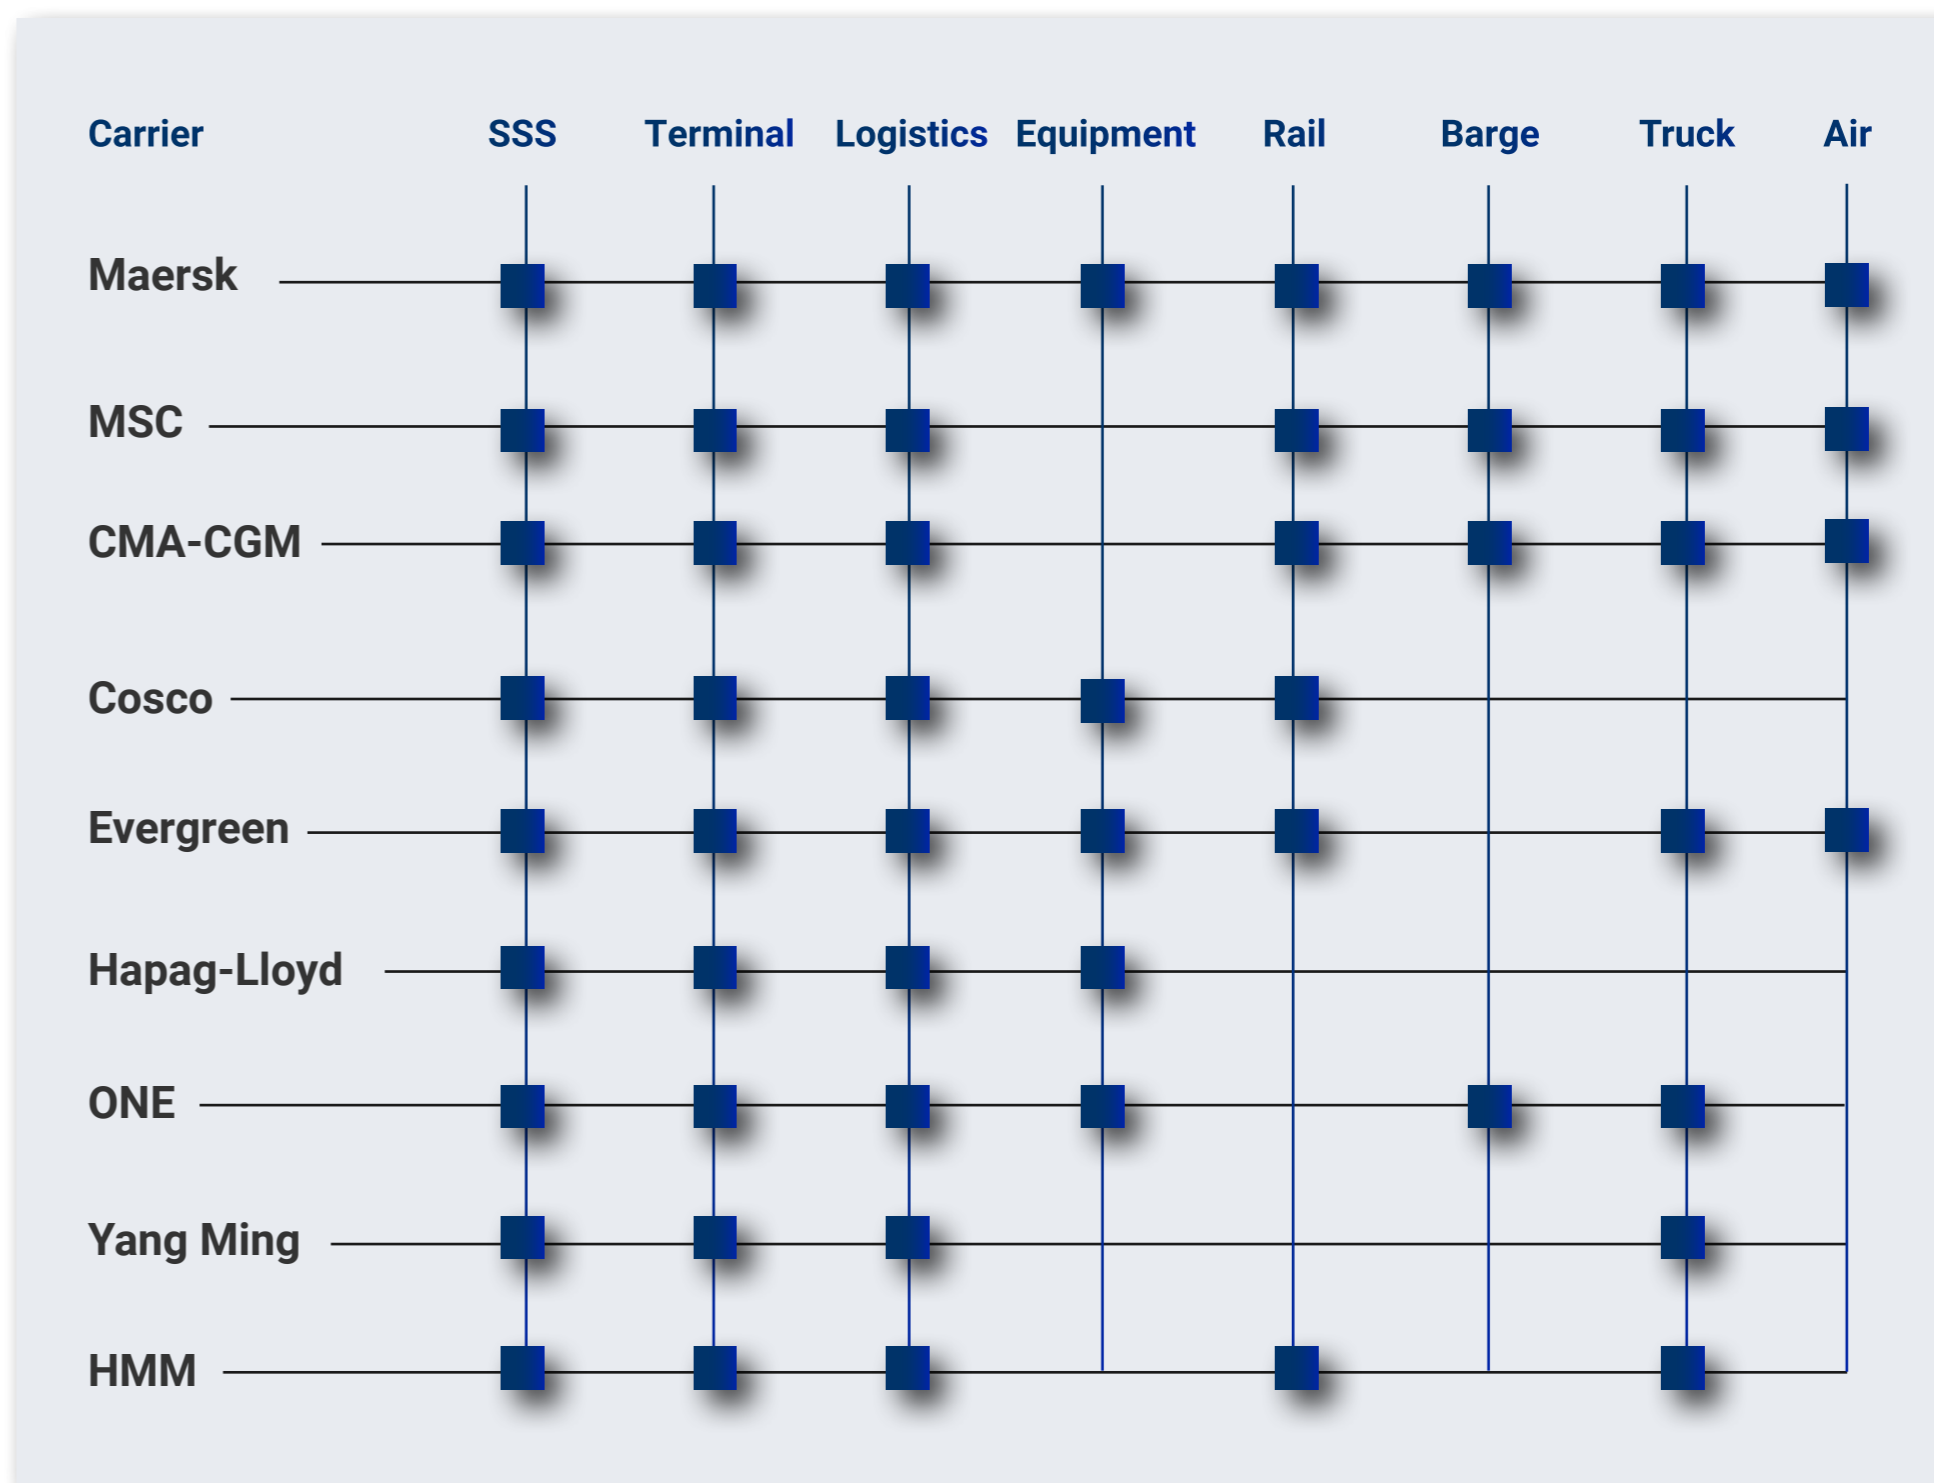 Carrier SSS Terminal Logistics Equipment Rail Barge Truck Air
Maersk
MSC
CMA-CGM
Cosco
Evergreen
Hapag-Lloyd
ONE
Yang Ming
HMM